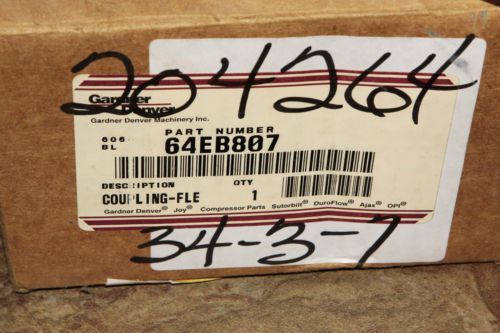 204264
Gardner
Denver
Gardner Denver Machinery Inc.
606
BL
PART NUMBER
64EB807
DESCRIPTION QTY
COUPLING-FLE 1
Gardner Denver® Joy® Compressor Parts Sutorbilt® DuroFlow® Ajax® OPI®
34-3-7